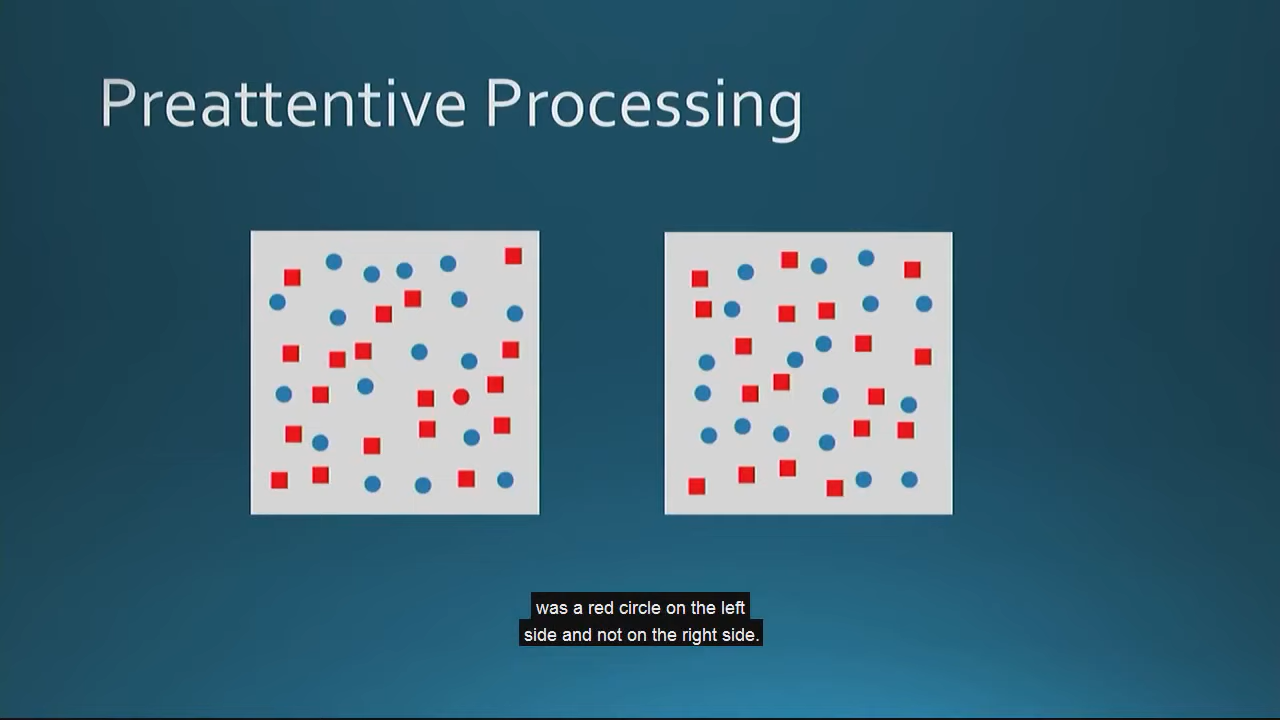 Preattentive Processing
was a red circle on the left
side and not on the right side.